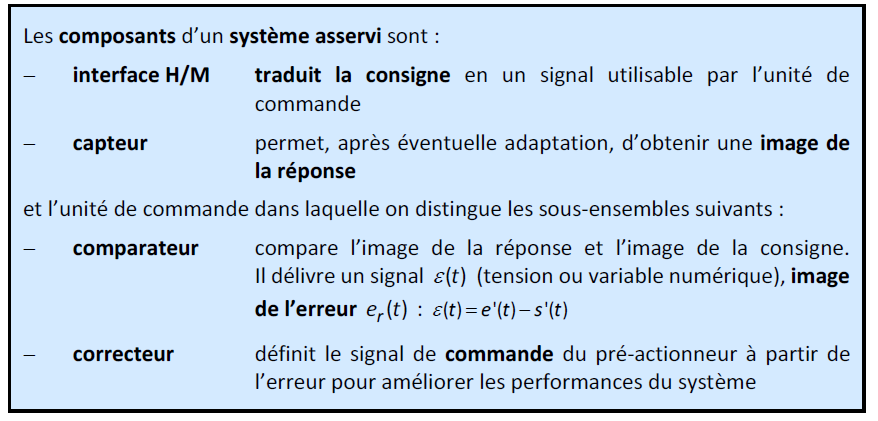 Les composants d’un système asservi sont :
− interface H/M traduit la consigne en un signal utilisable par l’unité de
commande
− capteur permet, après éventuelle adaptation, d’obtenir une image de
la réponse
et l’unité de commande dans laquelle on distingue les sous-ensembles suivants :
− comparateur compare l’image de la réponse et l’image de la consigne.
Il délivre un signal ε(t) (tension ou variable numérique), image
de l’erreur eᵣ(t) : ε(t)=e'(t)−s'(t)
− correcteur définit le signal de commande du pré-actionneur à partir de
l’erreur pour améliorer les performances du système